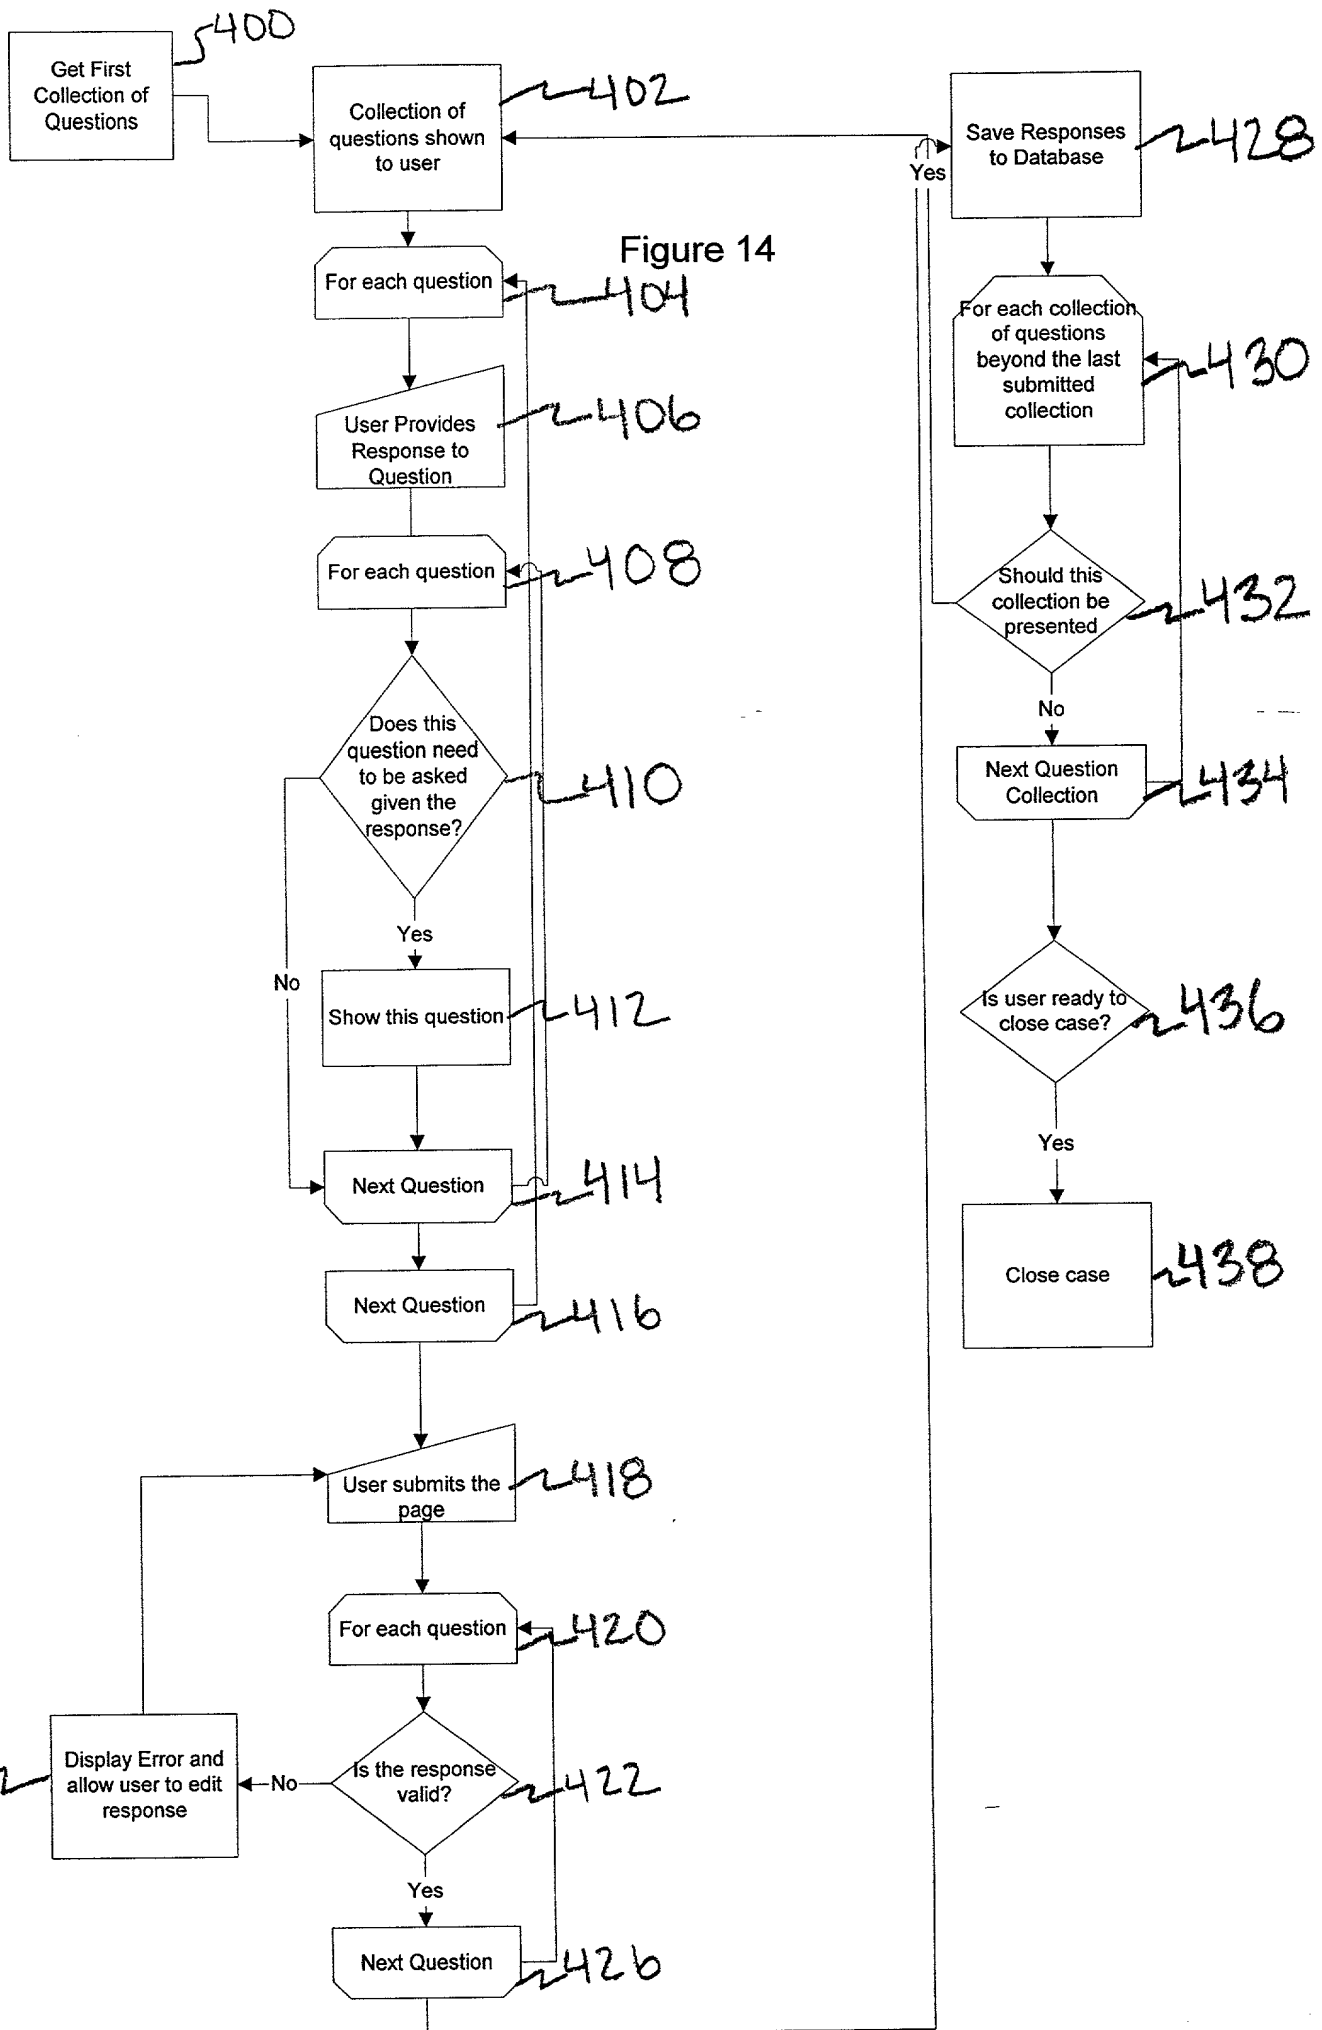 400
Get First
Collection of
Questions
402
Collection of
questions shown
to user
Figure 14
For each question
404
User Provides
Response to
Question
406
For each question
408
Does this
question need
to be asked
given the
response?
410
No
Yes
Show this question
412
Next Question
414
Next Question
416
User submits the
page
418
For each question
420
Is the response
valid?
422
No
Display Error and
allow user to edit
response
Yes
Next Question
426
Yes
Save Responses
to Database
428
For each collection
of questions
beyond the last
submitted
collection
430
Should this
collection be
presented
432
No
Next Question
Collection
434
Is user ready to
close case?
436
Yes
Close case
438